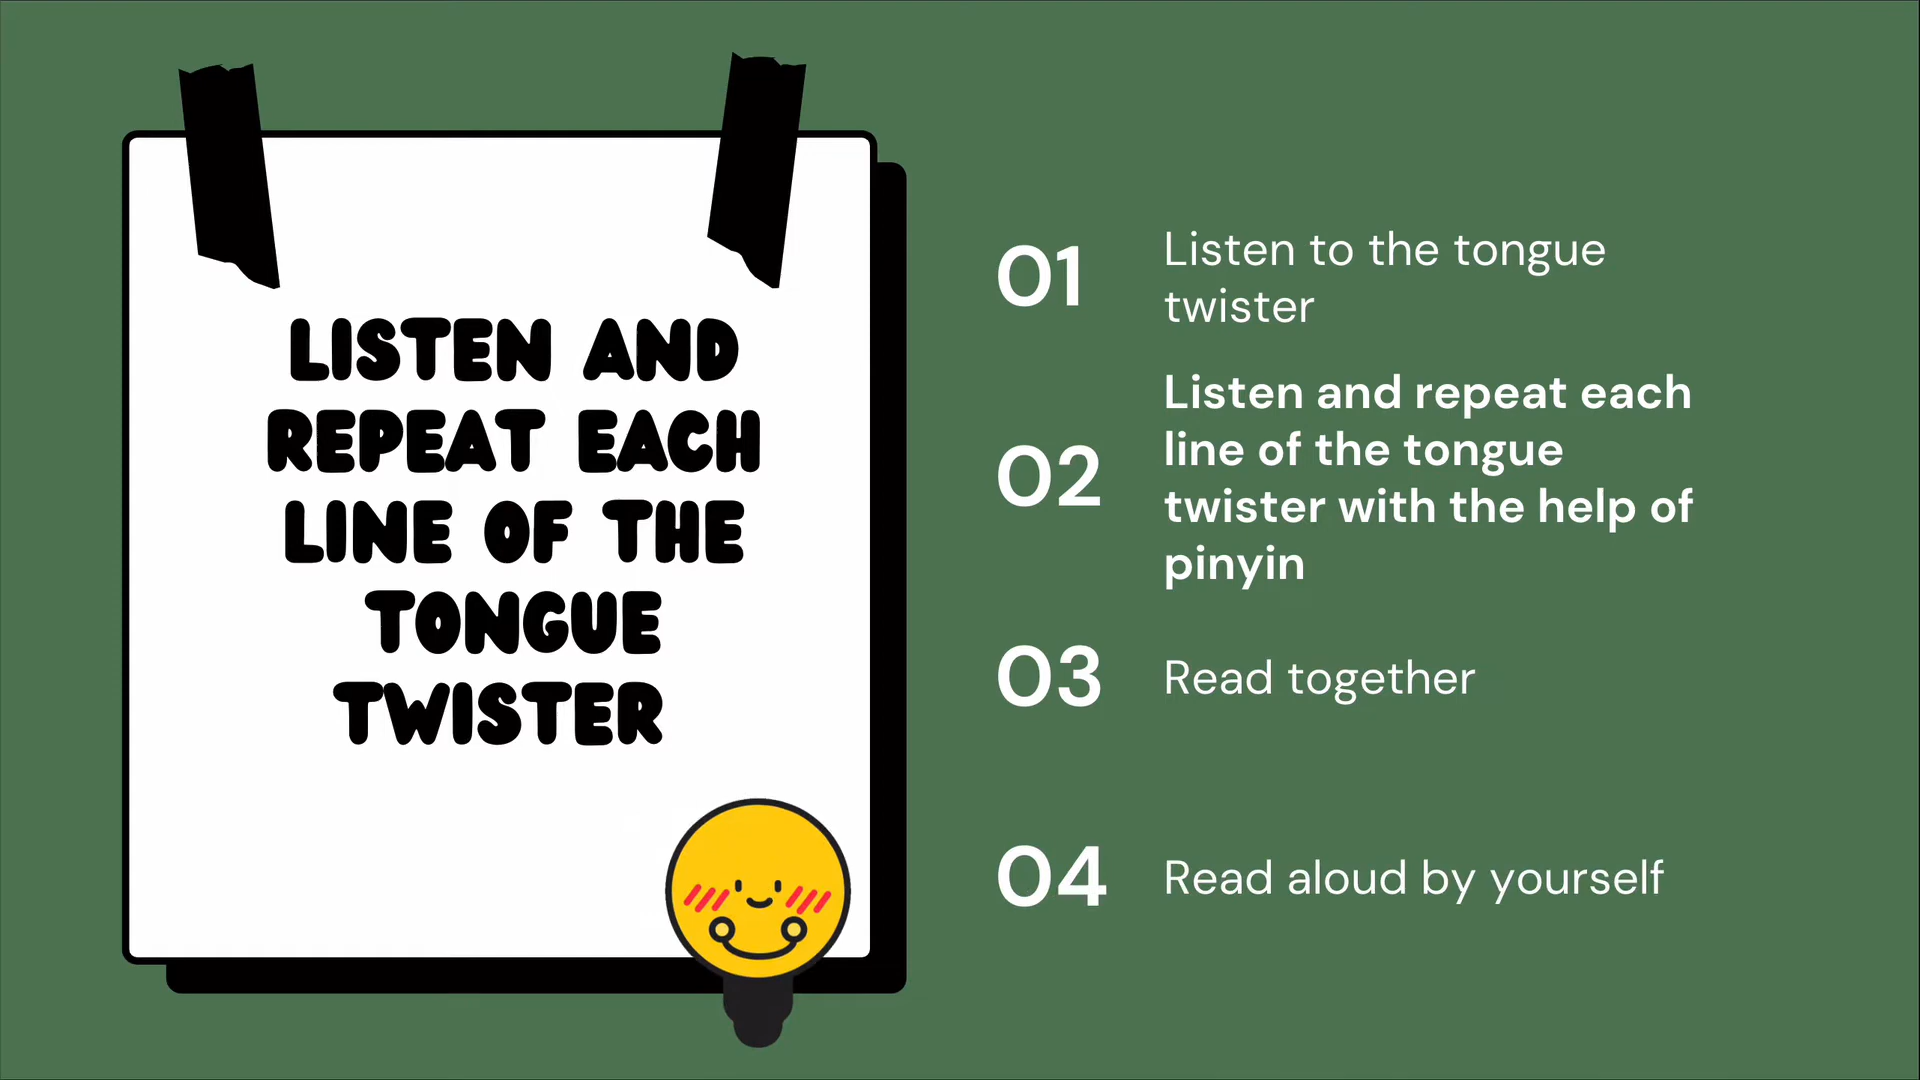 LISTEN AND
REPEAT EACH
LINE OF THE
TONGUE
TWISTER
01
Listen to the tongue
twister
02
Listen and repeat each
line of the tongue
twister with the help of
pinyin
03
Read together
04
Read aloud by yourself